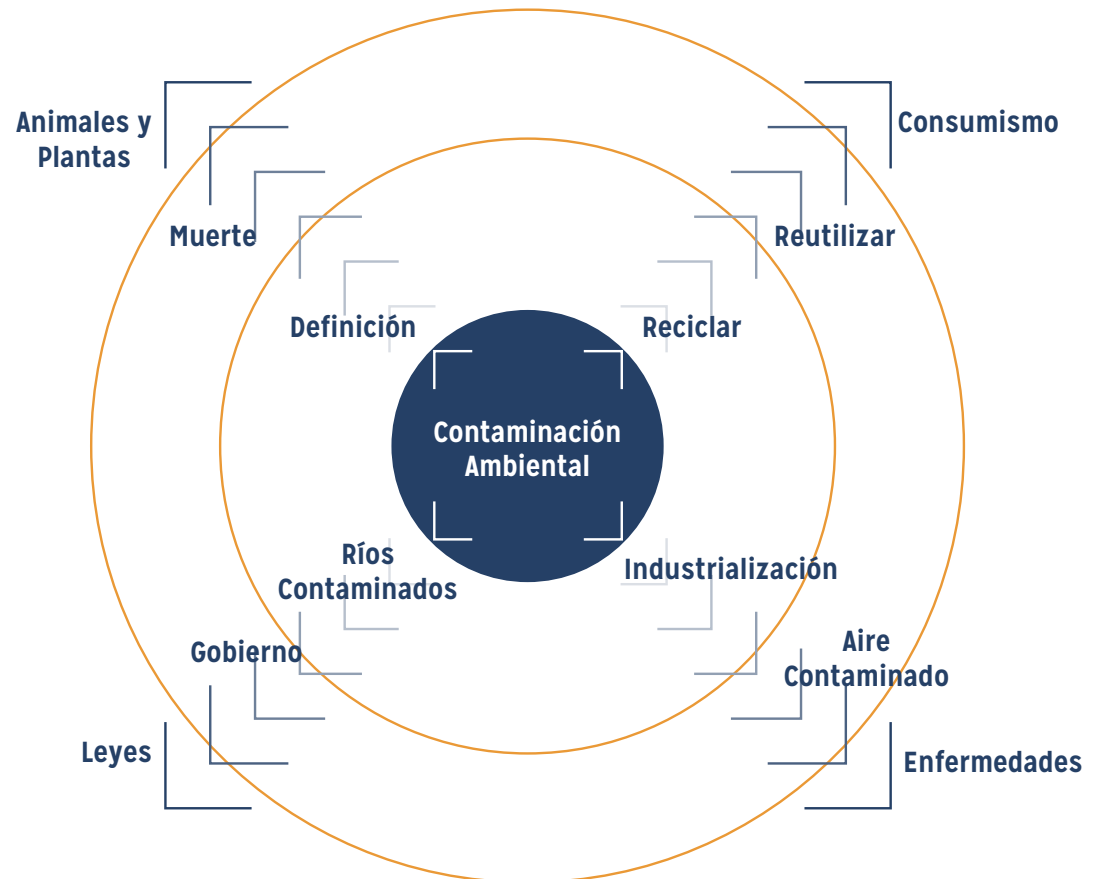 Animales y
Plantas
Consumismo
Muerte
Reutilizar
Definición
Reciclar
Contaminación
Ambiental
Ríos
Contaminados
Industrialización
Gobierno
Aire
Contaminado
Leyes
Enfermedades